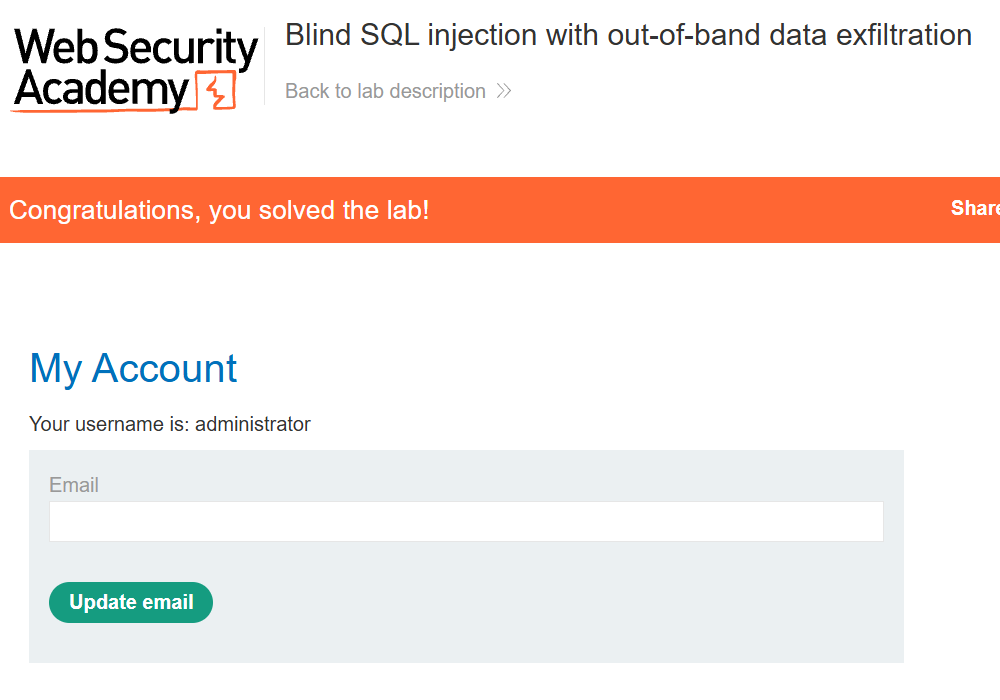 Web Security
Academy
Blind SQL injection with out-of-band data exfiltration
Back to lab description
Congratulations, you solved the lab!
Share
My Account
Your username is: administrator
Email
Update email